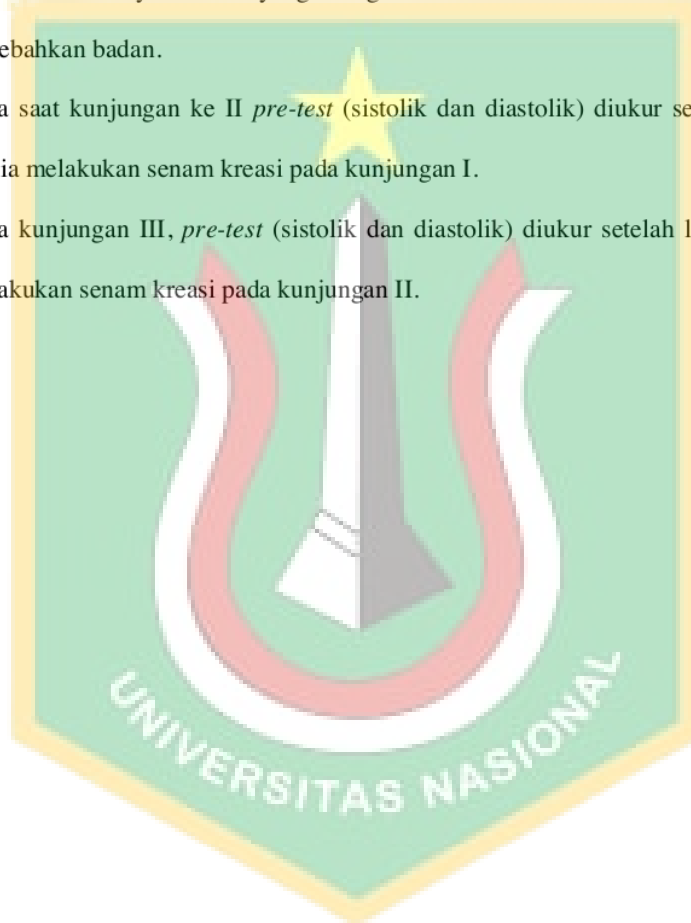 ebahkan badan.
a saat kunjungan ke II pre-test (sistolik dan diastolik) diukur se
ia melakukan senam kreasi pada kunjungan I.
a kunjungan III, pre-test (sistolik dan diastolik) diukur setelah l
akukan senam kreasi pada kunjungan II.
UNIVERSITAS NASIONAL